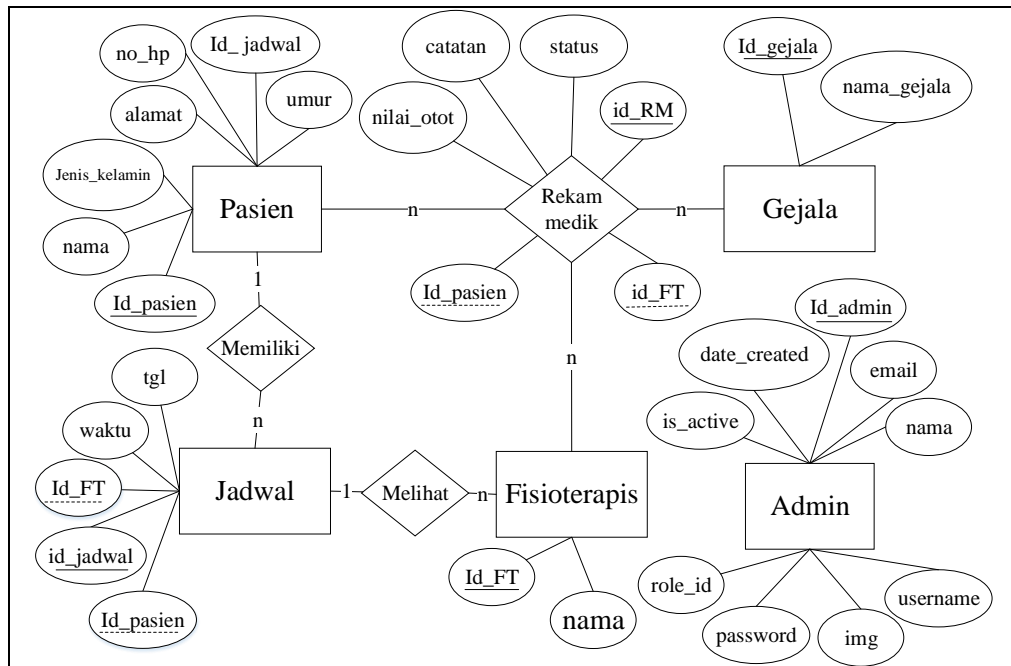 Id_ jadwal
no_hp
umur
alamat
Jenis_kelamin
nama
Id_pasien
Pasien
n
catatan
status
nilai_otot
id_RM
Rekam
medik
Id_pasien
id_FT
n
Id_gejala
nama_gejala
Gejala
1
Memiliki
n
n
tgl
waktu
Id_FT
id_jadwal
Id_pasien
Jadwal
1
Melihat
n
Fisioterapis
Id_FT
nama
Id_admin
date_created
email
is_active
nama
Admin
role_id
username
password
img